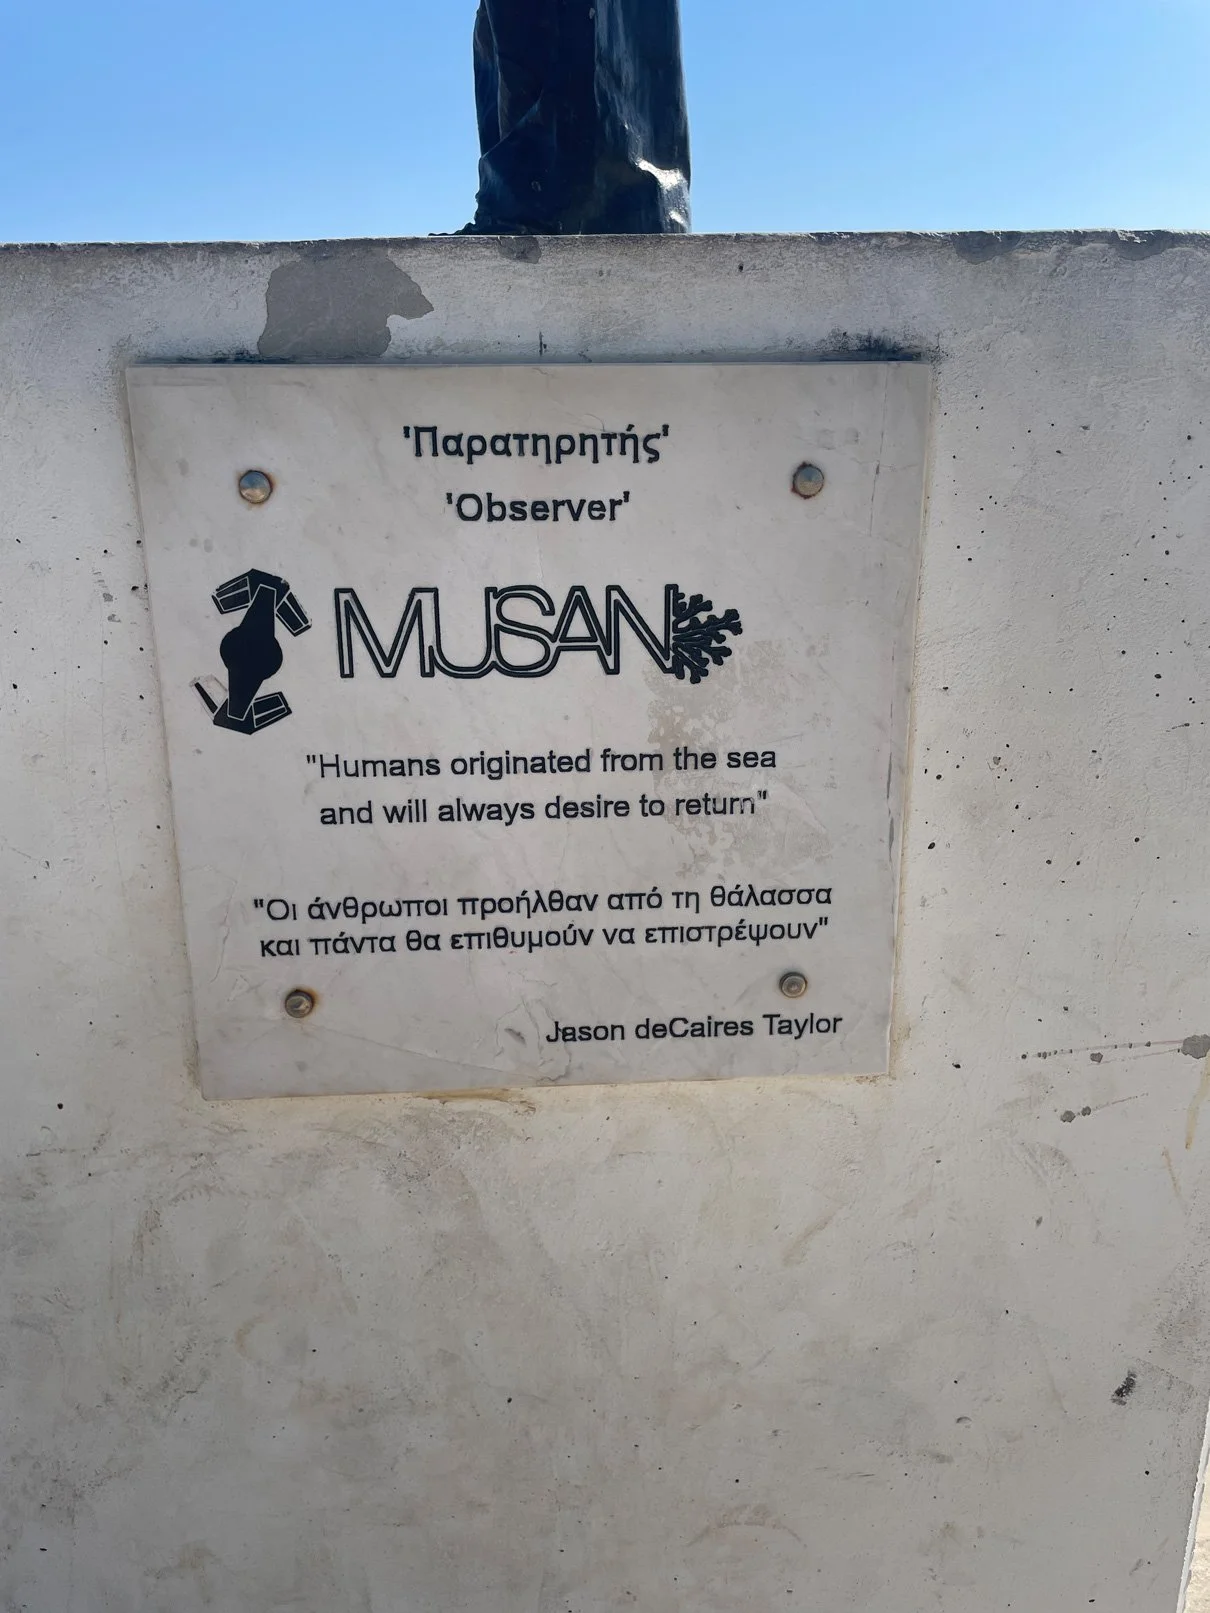 'Παρατηρητής'
'Observer'
MUSAN
"Humans originated from the sea
and will always desire to return"
"Οι άνθρωποι προήλθαν από τη θάλασσα
και πάντα θα επιθυμούν να επιστρέψουν"
Jason deCaires Taylor